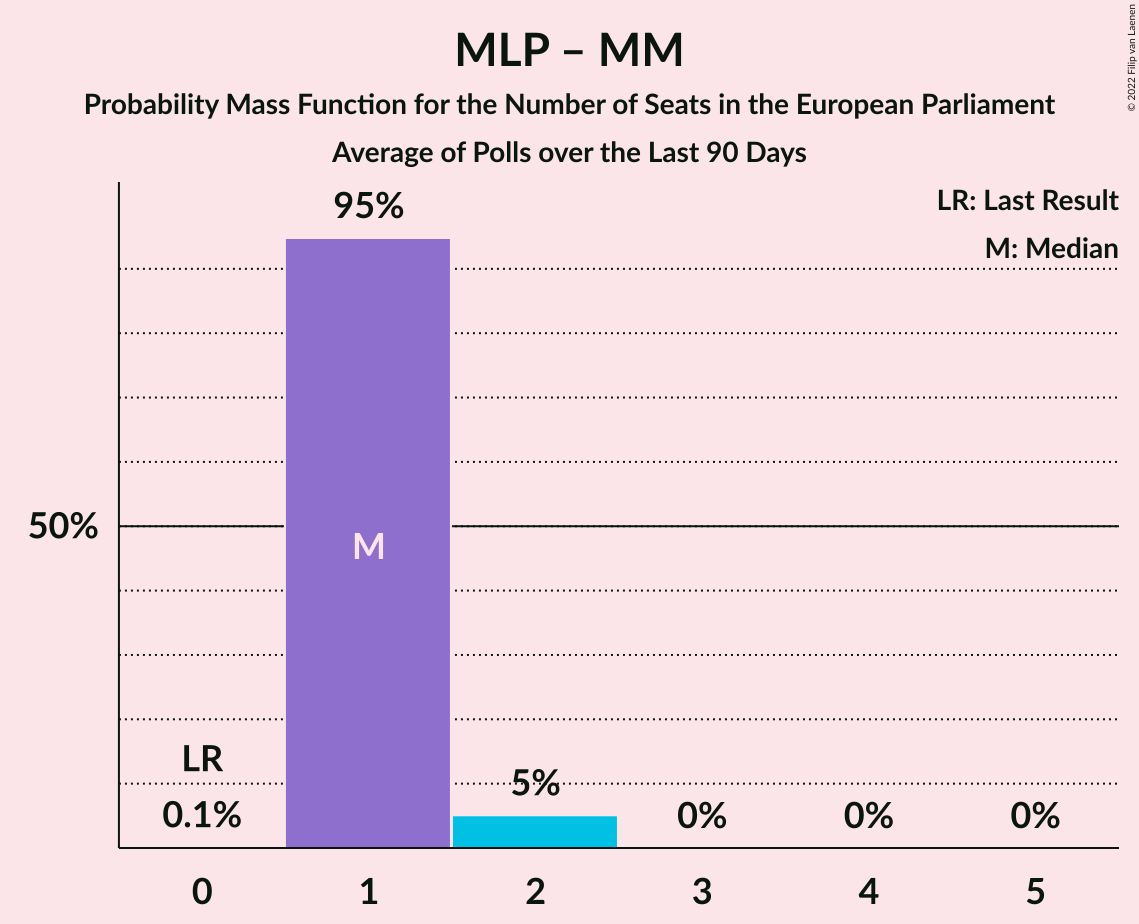 MLP – MM
Probability Mass Function for the Number of Seats in the European Parliament
Average of Polls over the Last 90 Days
© 2022 Filip van Laenen
LR: Last Result
M: Median
95%
50%
M
LR
0.1%
5%
0%
0%
0%
0
1
2
3
4
5